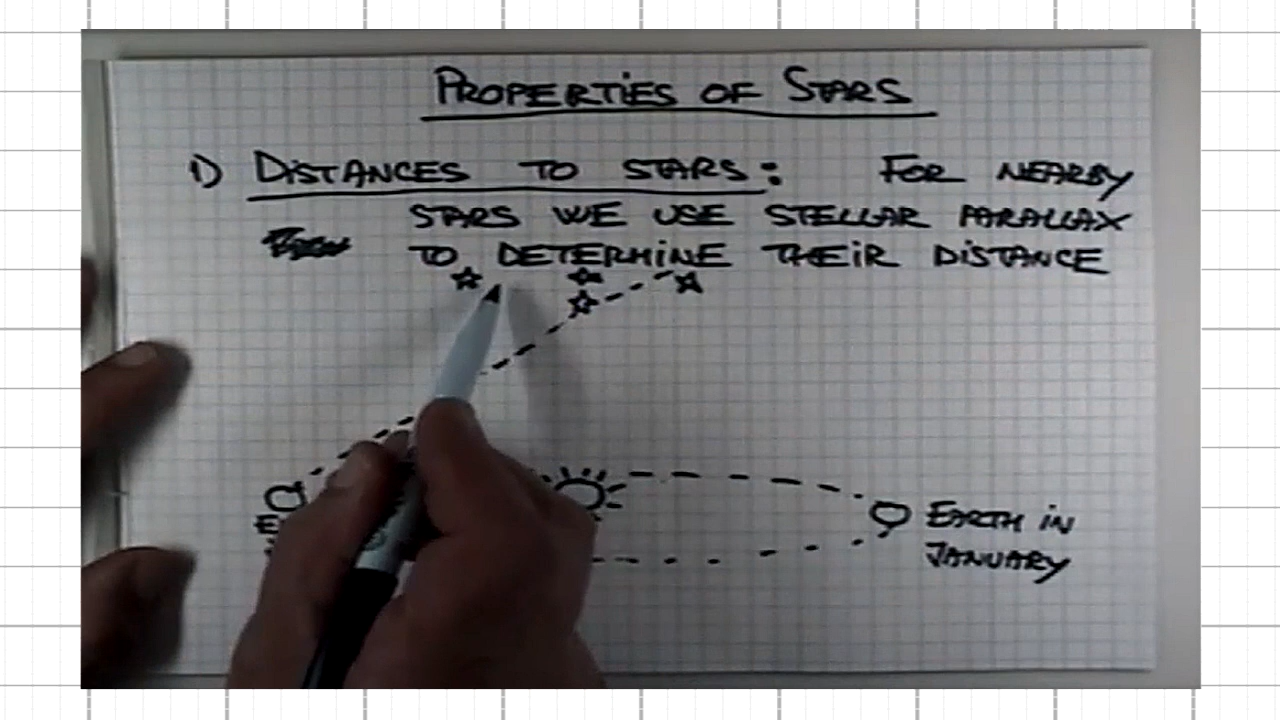 PROPERTIES OF STARS
1) DISTANCES TO STARS: FOR NEARBY
STARS WE USE STELLAR PARALLAX
TO DETERMINE THEIR DISTANCE
EARTH IN
JANUARY